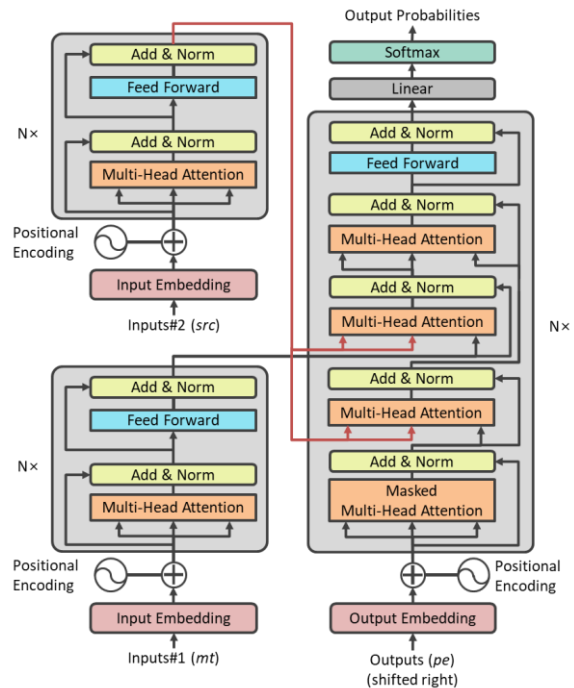 Add & Norm
Feed Forward
N×
Add & Norm
Multi-Head Attention
Positional
Encoding
Input Embedding
Inputs#2 (src)
Add & Norm
Feed Forward
N×
Add & Norm
Multi-Head Attention
Positional
Encoding
Input Embedding
Inputs#1 (mt)
Output Probabilities
Softmax
Linear
Add & Norm
Feed Forward
Add & Norm
Multi-Head Attention
Add & Norm
Multi-Head Attention
N×
Add & Norm
Multi-Head Attention
Add & Norm
Masked
Multi-Head Attention
Positional
Encoding
Output Embedding
Outputs (pe)
(shifted right)